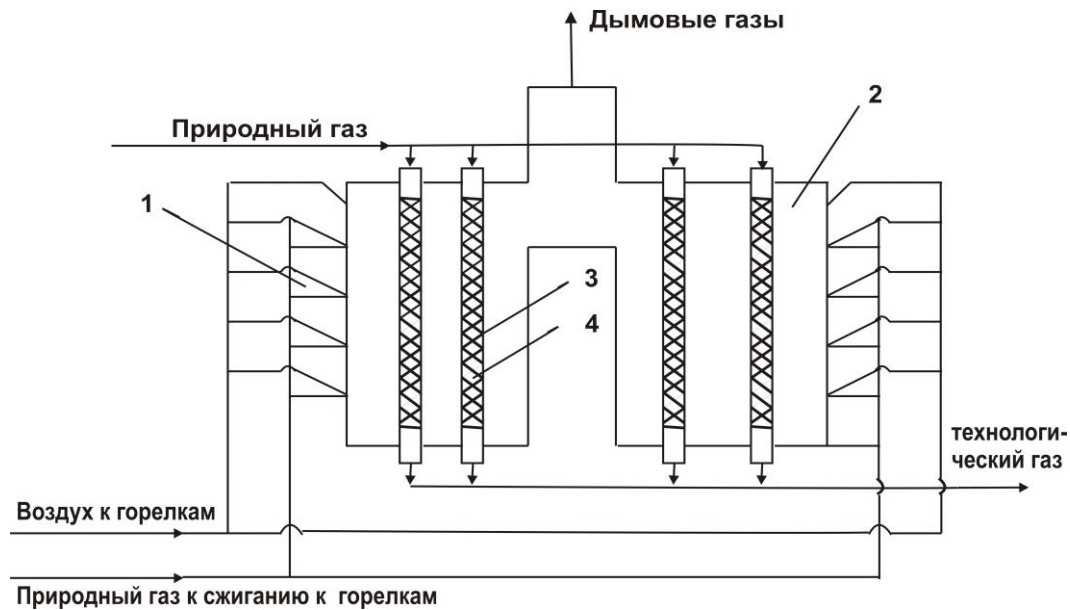 Дымовые газы
2
Природный газ
1
3
4
технологи-
ческий газ
Воздух к горелкам
Природный газ к сжиганию к горелкам